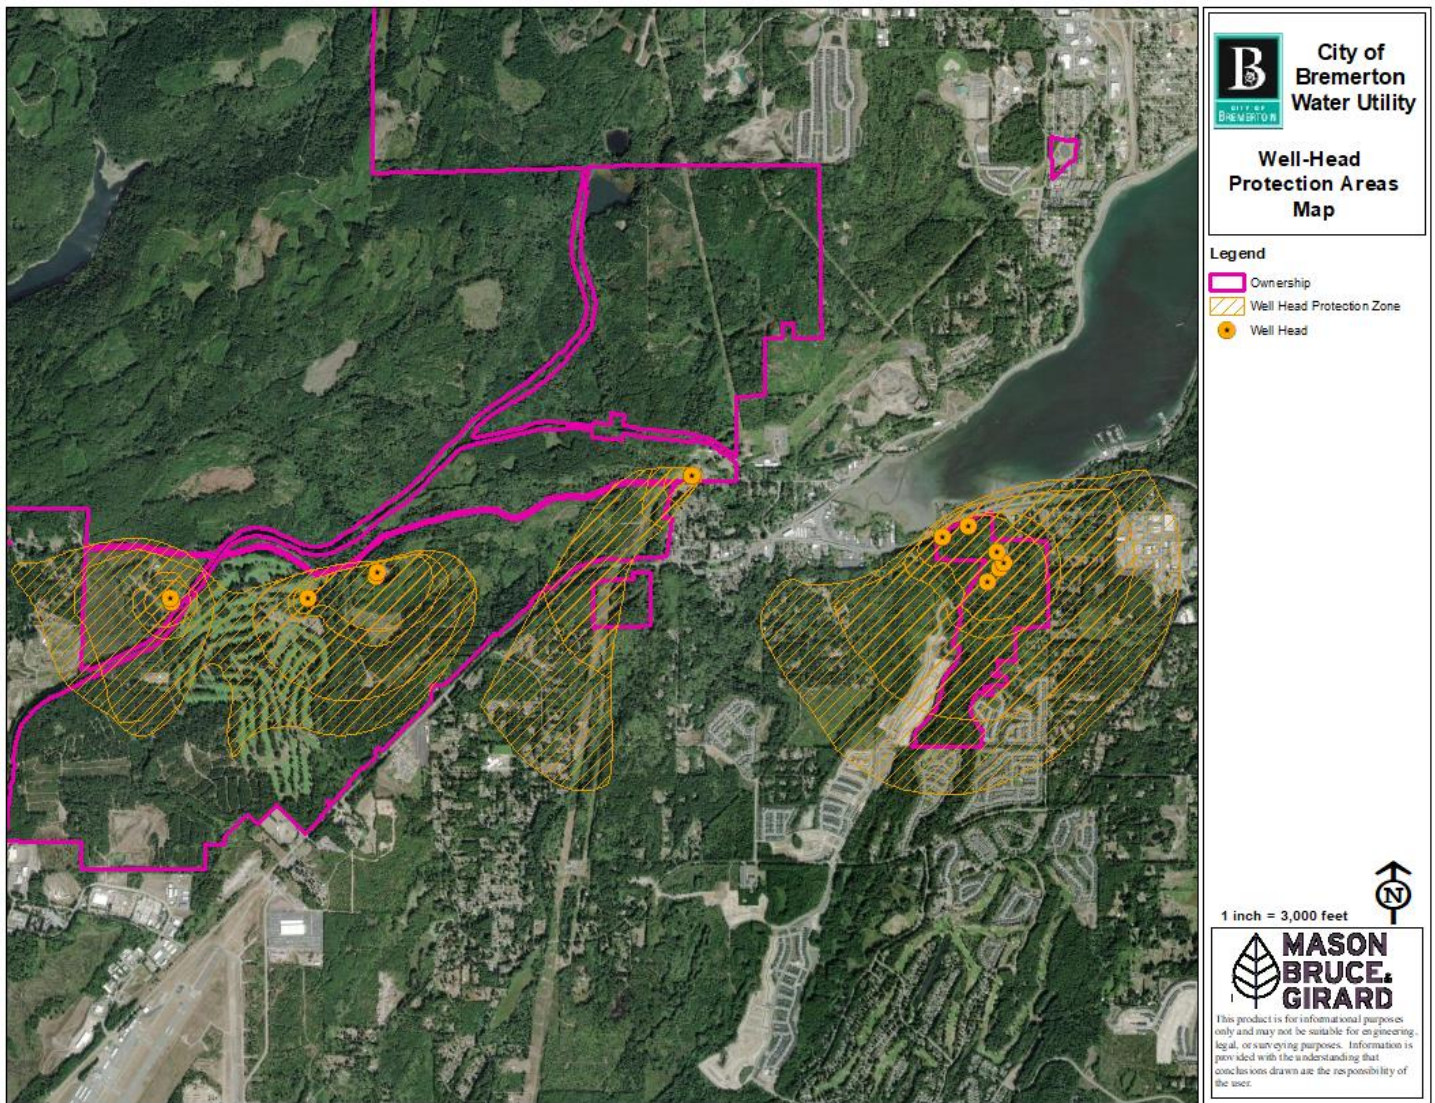 B
CITY OF
BREMERTON
City of
Bremerton
Water Utility
Well-Head
Protection Areas
Map
Legend
Ownership
Well Head Protection Zone
Well Head
N
1 inch = 3,000 feet
MASON
BRUCE &
GIRARD
This product is for informational purposes
only and may not be suitable for engineering,
legal, or surveying purposes. Information is
provided with the understanding that
conclusions drawn are the responsibility of
the user.